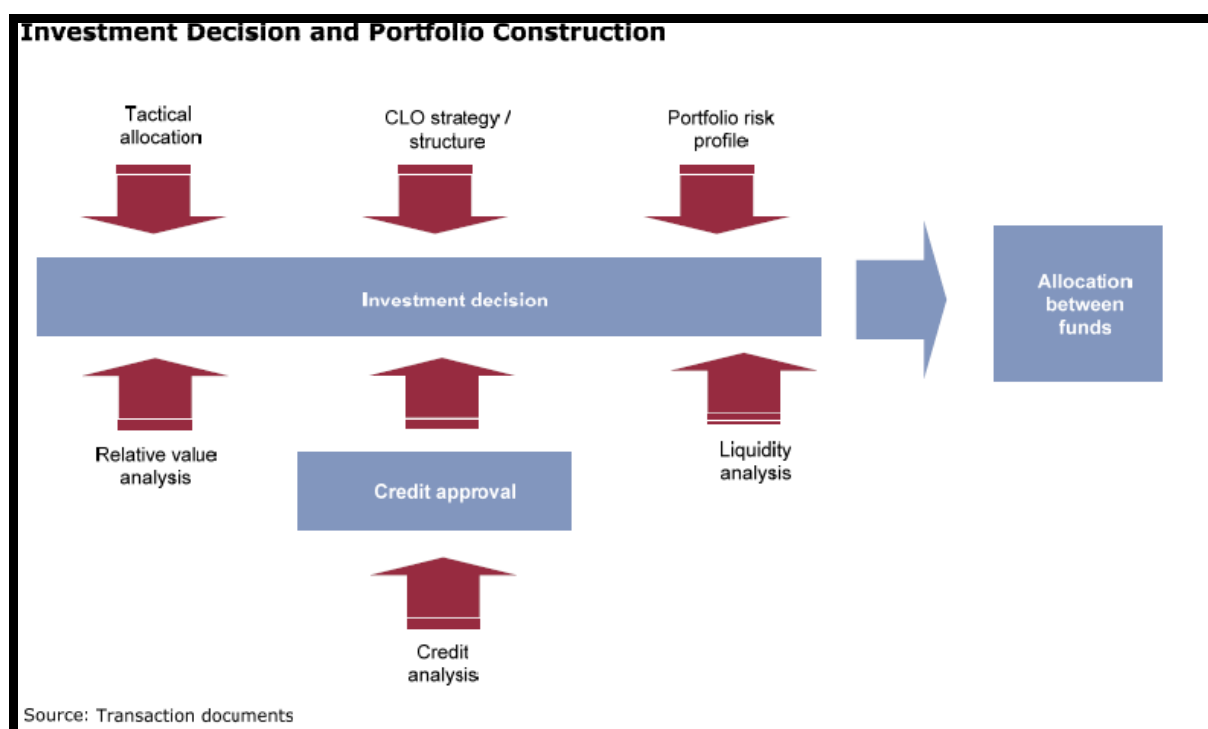 Investment Decision and Portfolio Construction
Tactical
allocation
CLO strategy /
structure
Portfolio risk
profile
Investment decision
Allocation
between
funds
Relative value
analysis
Credit approval
Liquidity
analysis
Credit
analysis
Source: Transaction documents